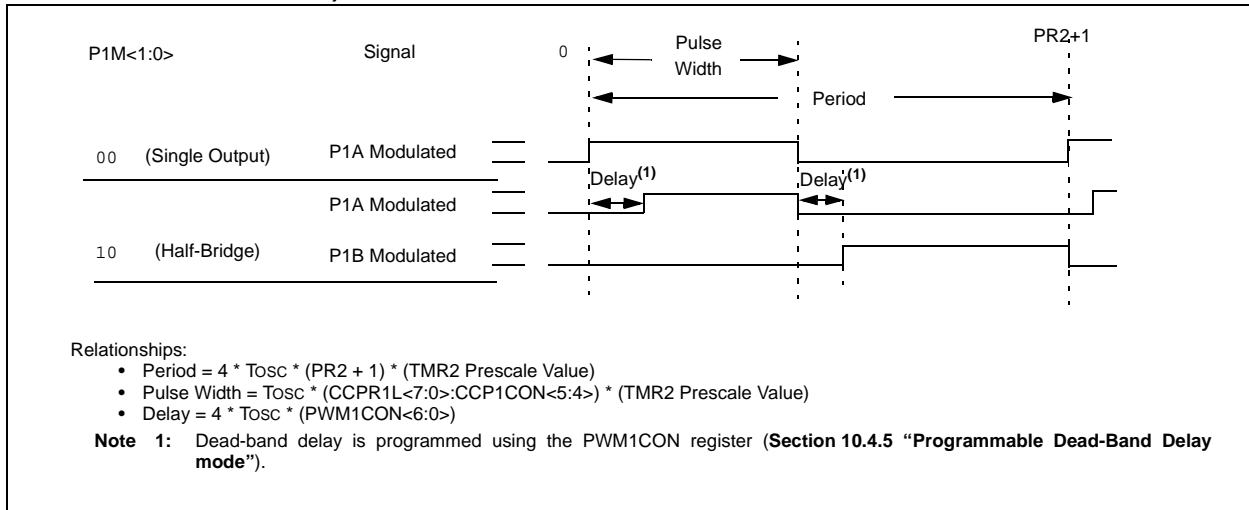 P1M<1:0> Signal 0 Pulse Width PR2+1
Period
00 (Single Output) P1A Modulated
Delay(1) Delay(1)
P1A Modulated
10 (Half-Bridge) P1B Modulated
Relationships:
• Period = 4 * TOSC * (PR2 + 1) * (TMR2 Prescale Value)
• Pulse Width = TOSC * (CCPR1L<7:0>:CCP1CON<5:4>) * (TMR2 Prescale Value)
• Delay = 4 * TOSC * (PWM1CON<6:0>)
Note 1: Dead-band delay is programmed using the PWM1CON register (Section 10.4.5 “Programmable Dead-Band Delay
mode”).